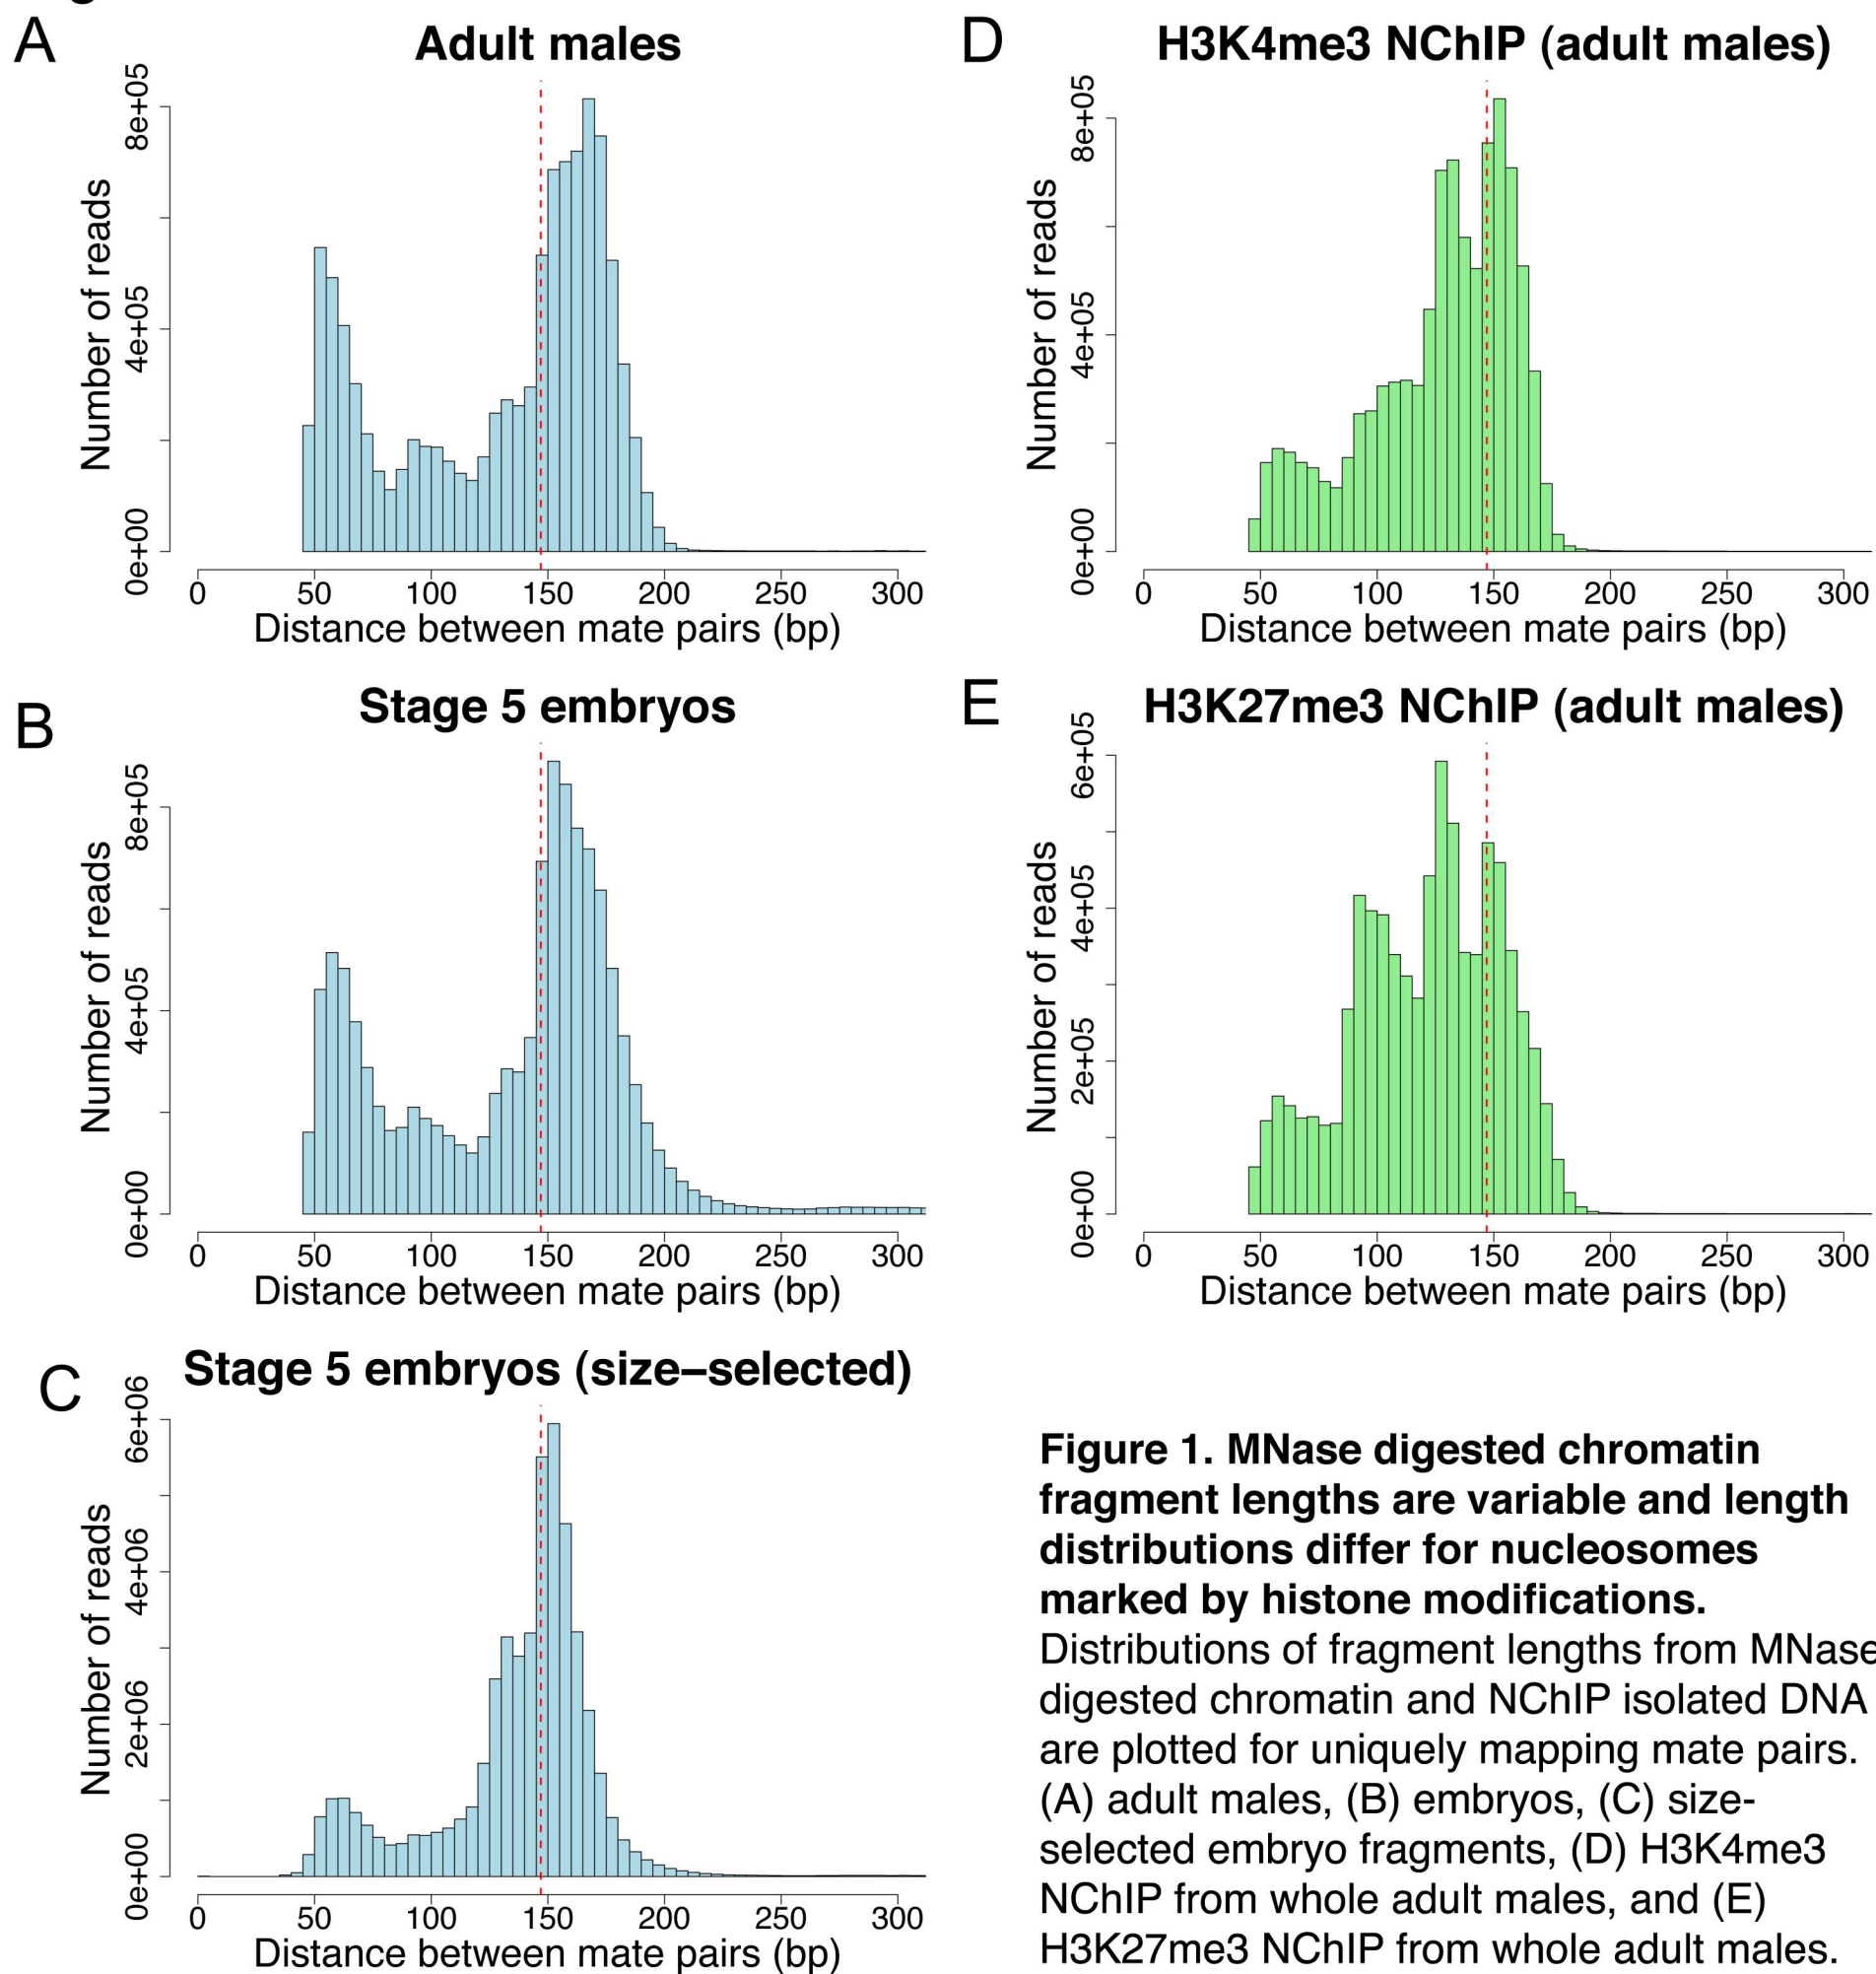 A
Adult males
Number of reads
0e+00 4e+05 8e+05
0 50 100 150 200 250 300
Distance between mate pairs (bp)
B
Stage 5 embryos
Number of reads
0e+00 4e+05 8e+05
0 50 100 150 200 250 300
Distance between mate pairs (bp)
C
Stage 5 embryos (size–selected)
Number of reads
0e+00 2e+06 4e+06 6e+06
0 50 100 150 200 250 300
Distance between mate pairs (bp)
D
H3K4me3 NChIP (adult males)
Number of reads
0e+00 4e+05 8e+05
0 50 100 150 200 250 300
Distance between mate pairs (bp)
E
H3K27me3 NChIP (adult males)
Number of reads
0e+00 2e+05 4e+05 6e+05
0 50 100 150 200 250 300
Distance between mate pairs (bp)
Figure 1. MNase digested chromatin
fragment lengths are variable and length
distributions differ for nucleosomes
marked by histone modifications.
Distributions of fragment lengths from MNase
digested chromatin and NChIP isolated DNA
are plotted for uniquely mapping mate pairs.
(A) adult males, (B) embryos, (C) size-
selected embryo fragments, (D) H3K4me3
NChIP from whole adult males, and (E)
H3K27me3 NChIP from whole adult males.